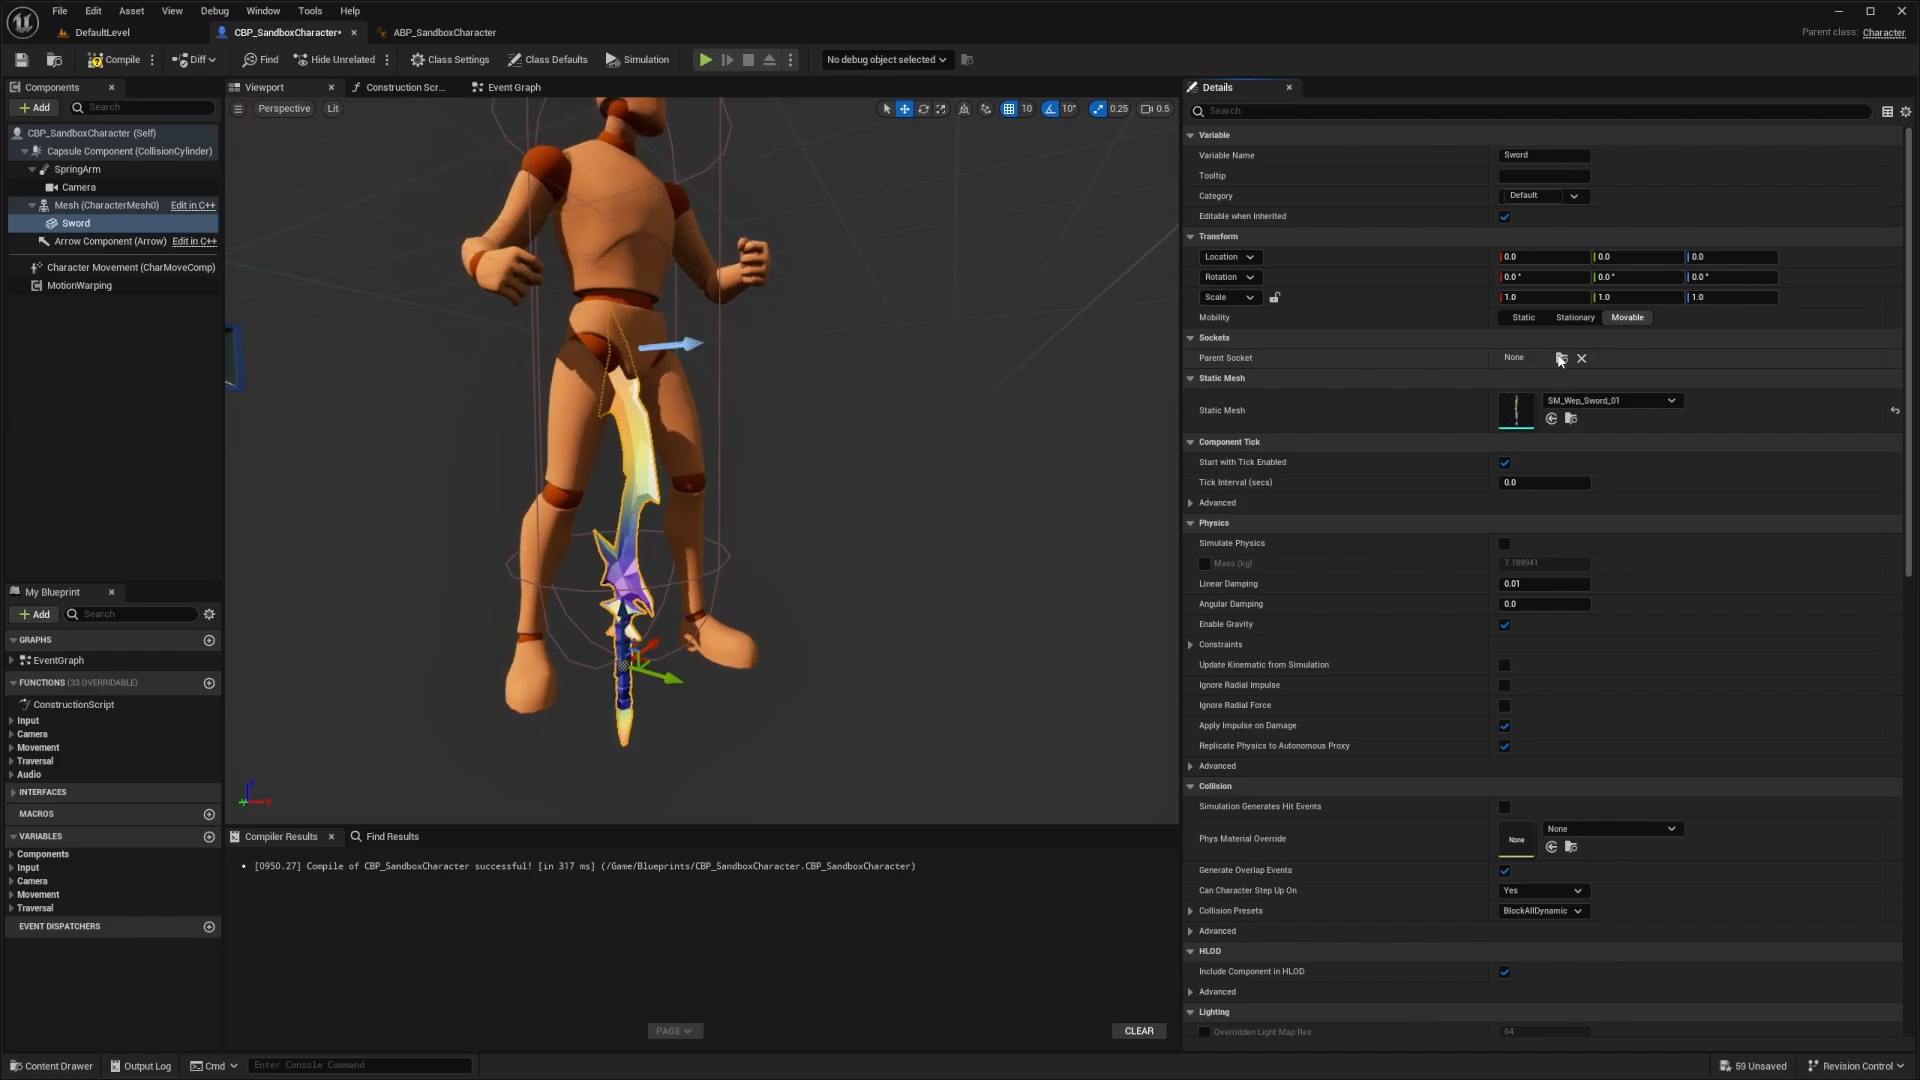 File Edit Asset View Debug Window Tools Help
DefaultLevel
CBP_SandboxCharacter*
ABP_SandboxCharacter
Parent class: Character
Compile
Diff
Find
Hide Unrelated
Class Settings
Class Defaults
Simulation
No debug object selected
Components
Add
Search
CBP_SandboxCharacter (Self)
Capsule Component (CollisionCylinder)
SpringArm
Camera
Mesh (CharacterMesh0) Edit in C++
Sword
Arrow Component (Arrow) Edit in C++
Character Movement (CharMoveComp)
MotionWarping
My Blueprint
Add
Search
GRAPHS
EventGraph
FUNCTIONS (33 OVERRIDABLE)
ConstructionScript
Input
Camera
Movement
Traversal
Audio
INTERFACES
MACROS
VARIABLES
Components
Input
Camera
Movement
Traversal
EVENT DISPATCHERS
Viewport
Construction Scr...
Event Graph
Perspective
Lit
10
10°
0.25
0.5
Compiler Results
Find Results
• [0950.27] Compile of CBP_SandboxCharacter successful! [in 317 ms] (/Game/Blueprints/CBP_SandboxCharacter.CBP_SandboxCharacter)
PAGE
CLEAR
Details
Search
Variable
Variable Name Sword
Tooltip
Category Default
Editable when Inherited
Transform
Location 0.0 0.0 0.0
Rotation 0.0 ° 0.0 ° 0.0 °
Scale 1.0 1.0 1.0
Mobility Static Stationary Movable
Sockets
Parent Socket None
Static Mesh
Static Mesh SM_Wep_Sword_01
Component Tick
Start with Tick Enabled
Tick Interval (secs) 0.0
Advanced
Physics
Simulate Physics
Mass (kg) 7.189941
Linear Damping 0.01
Angular Damping 0.0
Enable Gravity
Constraints
Update Kinematic from Simulation
Ignore Radial Impulse
Ignore Radial Force
Apply Impulse on Damage
Replicate Physics to Autonomous Proxy
Advanced
Collision
Simulation Generates Hit Events
Phys Material Override None None
Generate Overlap Events
Can Character Step Up On Yes
Collision Presets BlockAllDynamic
Advanced
HLOD
Include Component in HLOD
Advanced
Lighting
Overridden Light Map Res 64
Content Drawer
Output Log
Cmd
Enter Console Command
59 Unsaved
Revision Control